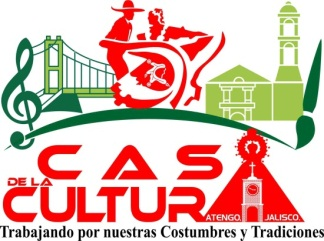 CASA
DE LA
CULTURA
ATENGO, JALISCO.
Trabajando por nuestras Costumbres y Tradiciones